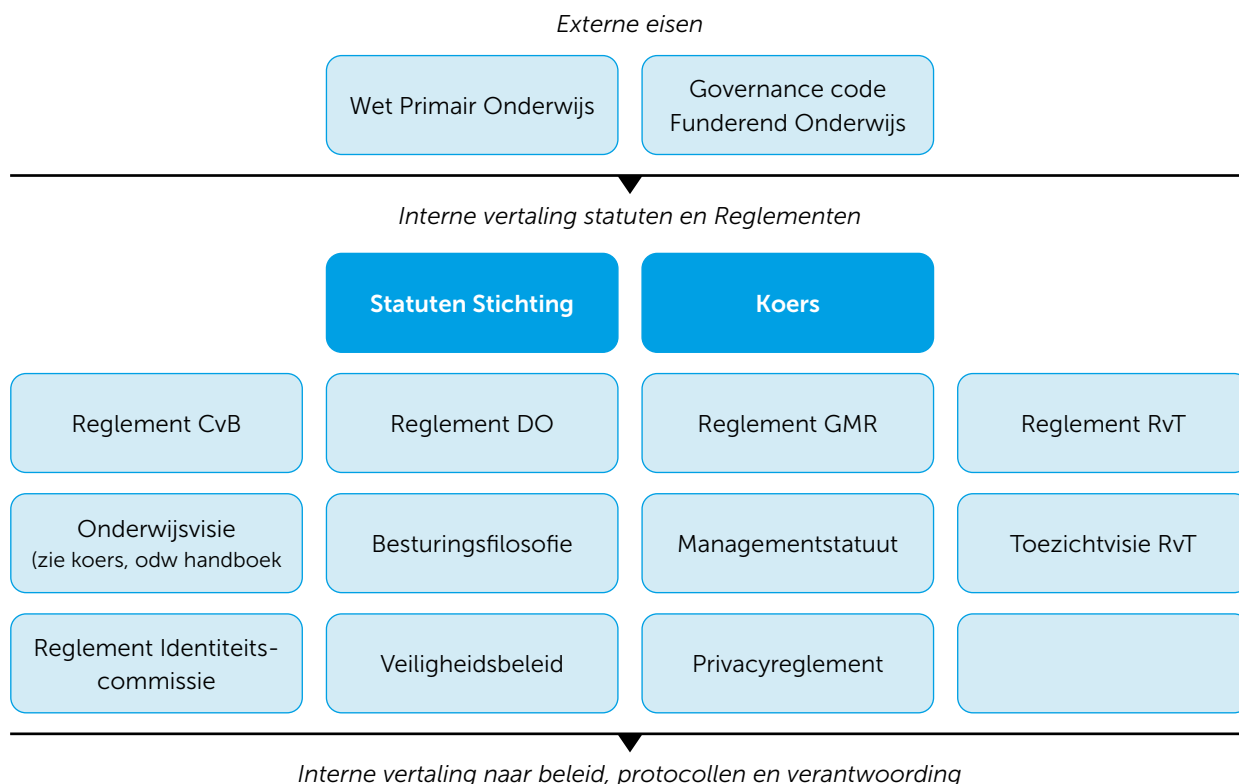 Externe eisen
Wet Primair Onderwijs
Governance code
Funderend Onderwijs
Interne vertaling statuten en Reglementen
Statuten Stichting
Koers
Reglement CvB
Reglement DO
Reglement GMR
Reglement RvT
Onderwijsvisie
(zie koers, odw handboek
Besturingsfilosofie
Managementstatuut
Toezichtvisie RvT
Reglement Identiteits-
commissie
Veiligheidsbeleid
Privacyreglement
Interne vertaling naar beleid, protocollen en verantwoording